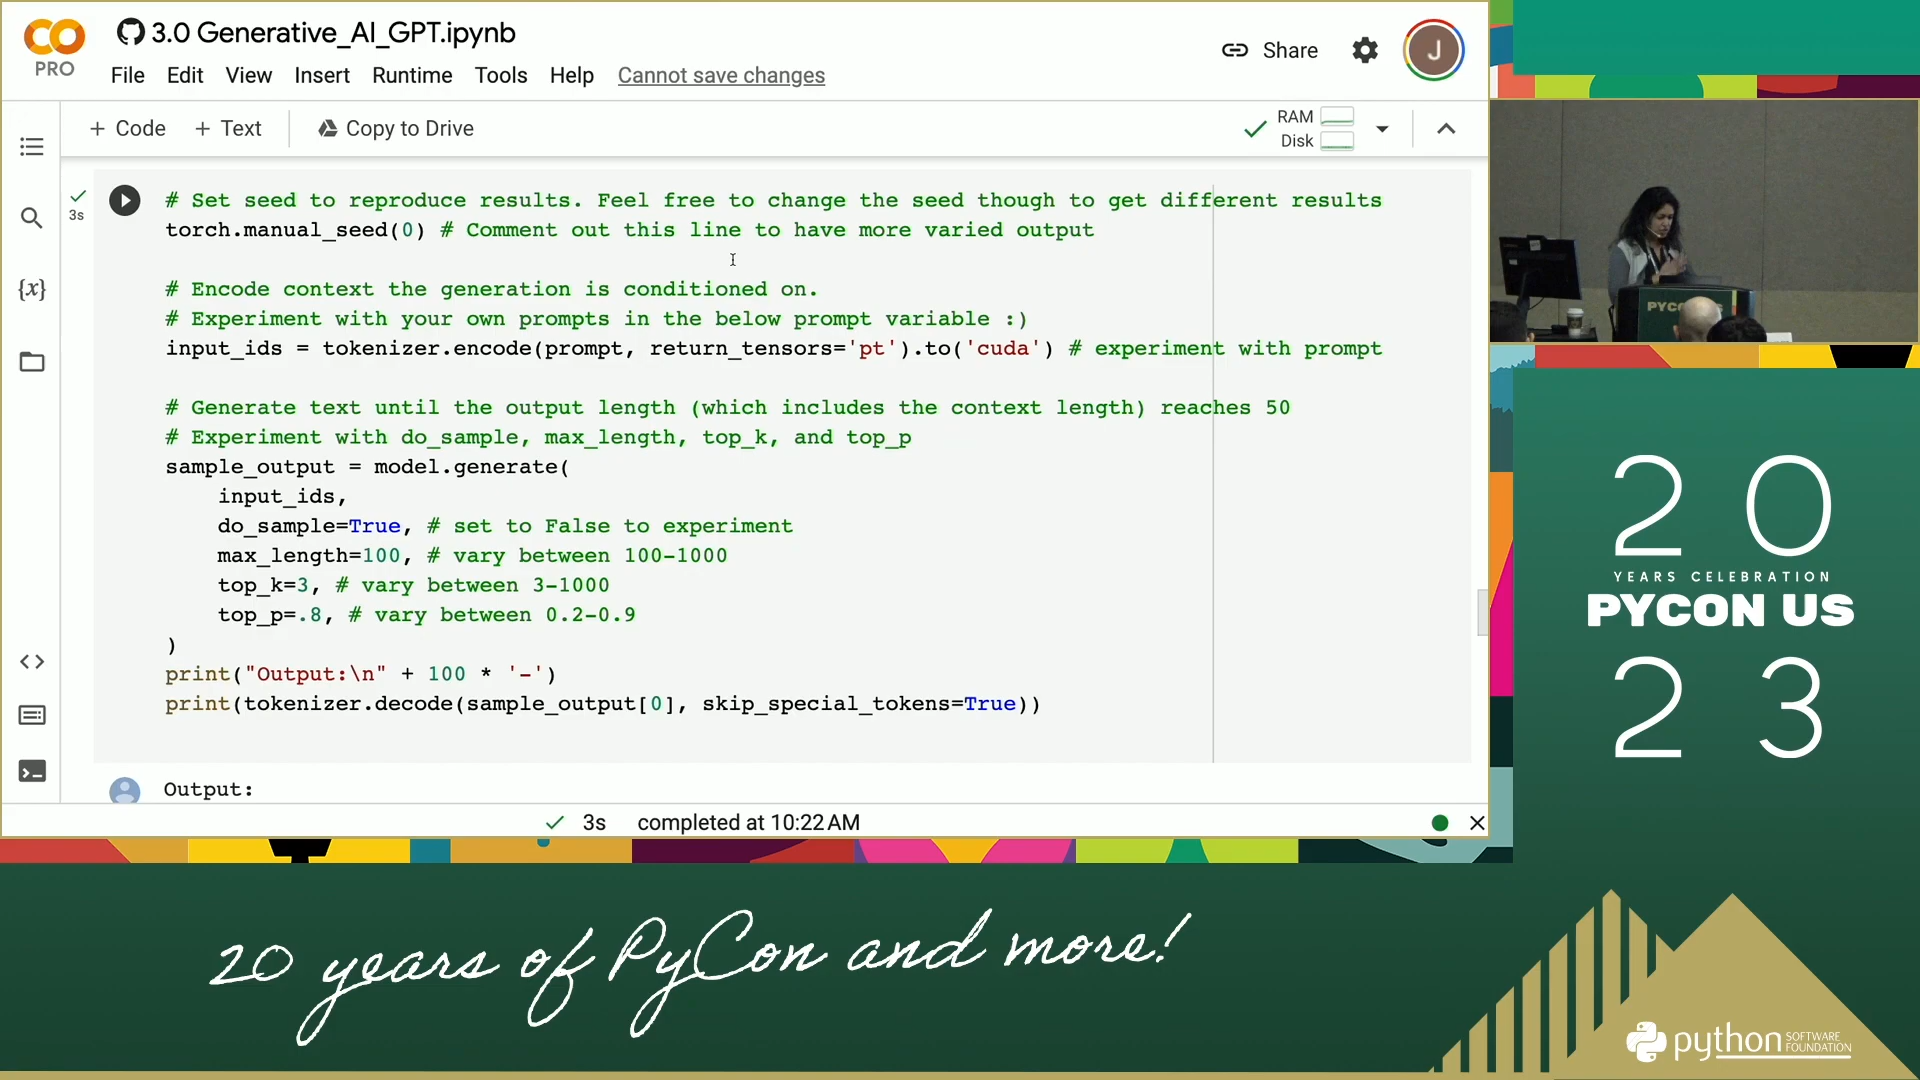 PRO
3.0 Generative_AI_GPT.ipynb
File Edit View Insert Runtime Tools Help Cannot save changes
Share
J
+ Code + Text Copy to Drive
RAM
Disk
{x}
3s
# Set seed to reproduce results. Feel free to change the seed though to get different results
torch.manual_seed(0) # Comment out this line to have more varied output
# Encode context the generation is conditioned on.
# Experiment with your own prompts in the below prompt variable :)
input_ids = tokenizer.encode(prompt, return_tensors='pt').to('cuda') # experiment with prompt
# Generate text until the output length (which includes the context length) reaches 50
# Experiment with do_sample, max_length, top_k, and top_p
sample_output = model.generate(
input_ids,
do_sample=True, # set to False to experiment
max_length=100, # vary between 100-1000
top_k=3, # vary between 3-1000
top_p=.8, # vary between 0.2-0.9
)
print("Output:\n" + 100 * '-')
print(tokenizer.decode(sample_output[0], skip_special_tokens=True))
Output:
3s completed at 10:22 AM
20
YEARS CELEBRATION
PYCON US
23
20 years of PyCon and more!
python SOFTWARE
FOUNDATION